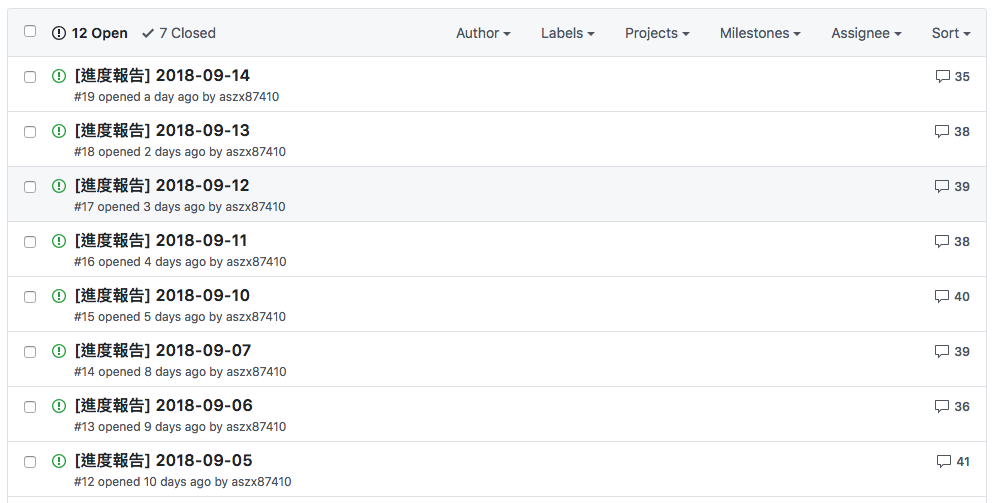 12 Open 7 Closed Author Labels Projects Milestones Assignee Sort
[進度報告] 2018-09-14 35
#19 opened a day ago by aszx87410
[進度報告] 2018-09-13 38
#18 opened 2 days ago by aszx87410
[進度報告] 2018-09-12 39
#17 opened 3 days ago by aszx87410
[進度報告] 2018-09-11 38
#16 opened 4 days ago by aszx87410
[進度報告] 2018-09-10 40
#15 opened 5 days ago by aszx87410
[進度報告] 2018-09-07 39
#14 opened 8 days ago by aszx87410
[進度報告] 2018-09-06 36
#13 opened 9 days ago by aszx87410
[進度報告] 2018-09-05 41
#12 opened 10 days ago by aszx87410